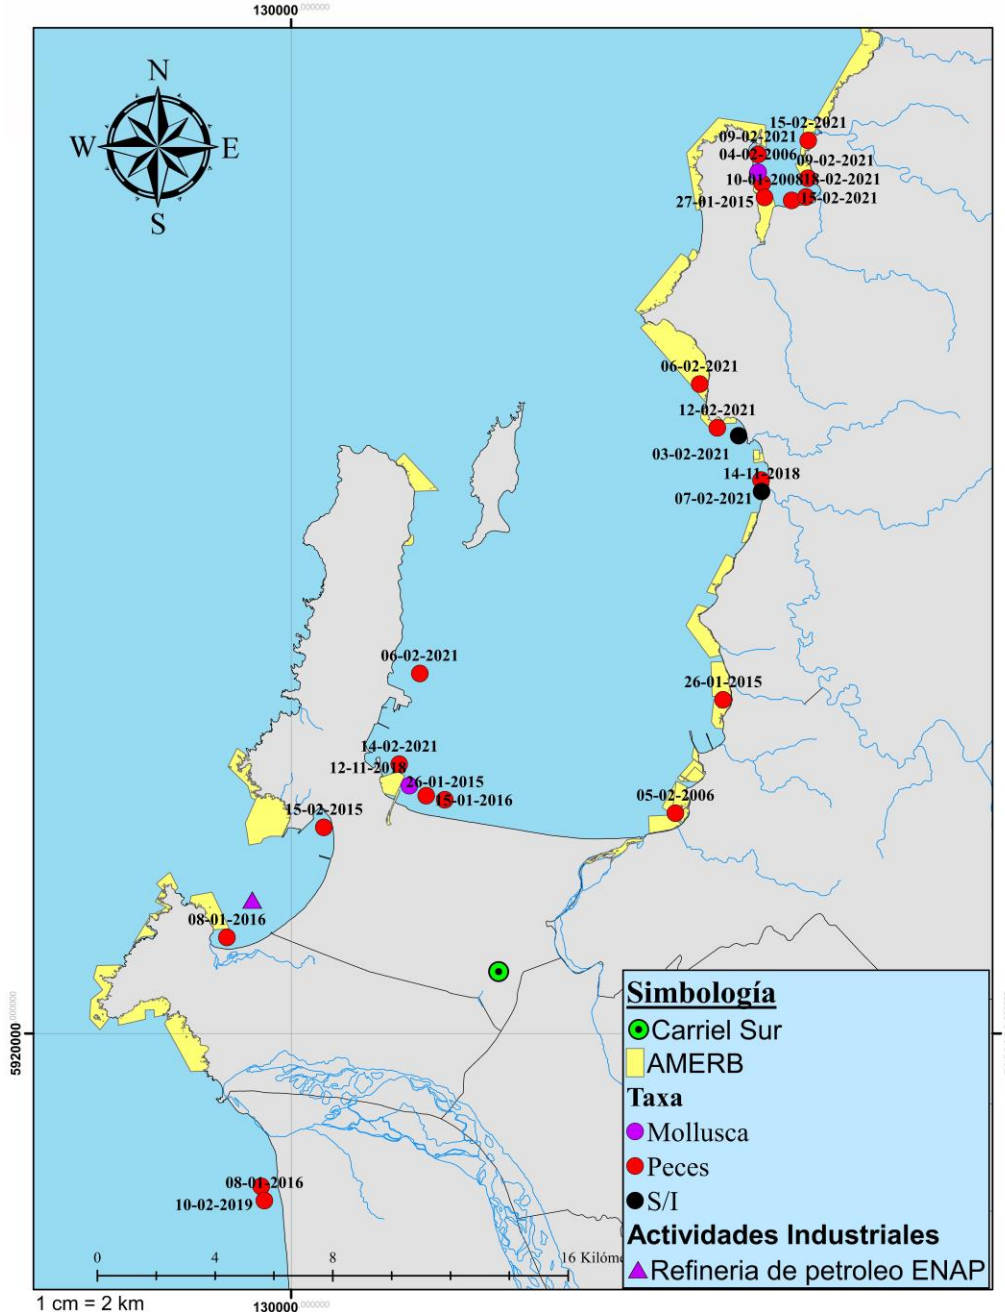 130000.000000
N
W E
S
15-02-2021
09-02-2021
04-02-2006
09-02-2021
10-01-2008
18-02-2021
27-01-2015
15-02-2021
06-02-2021
12-02-2021
03-02-2021
14-11-2018
07-02-2021
06-02-2021
26-01-2015
14-02-2021
12-11-2018
26-01-2015
15-01-2016
05-02-2006
15-02-2015
08-01-2016
5920000.000000
Simbología
Carriel Sur
AMERB
Taxa
Mollusca
Peces
S/I
Actividades Industriales
Refineria de petroleo ENAP
08-01-2016
10-02-2019
0 4 8 16 Kilóme
1 cm = 2 km
130000.000000